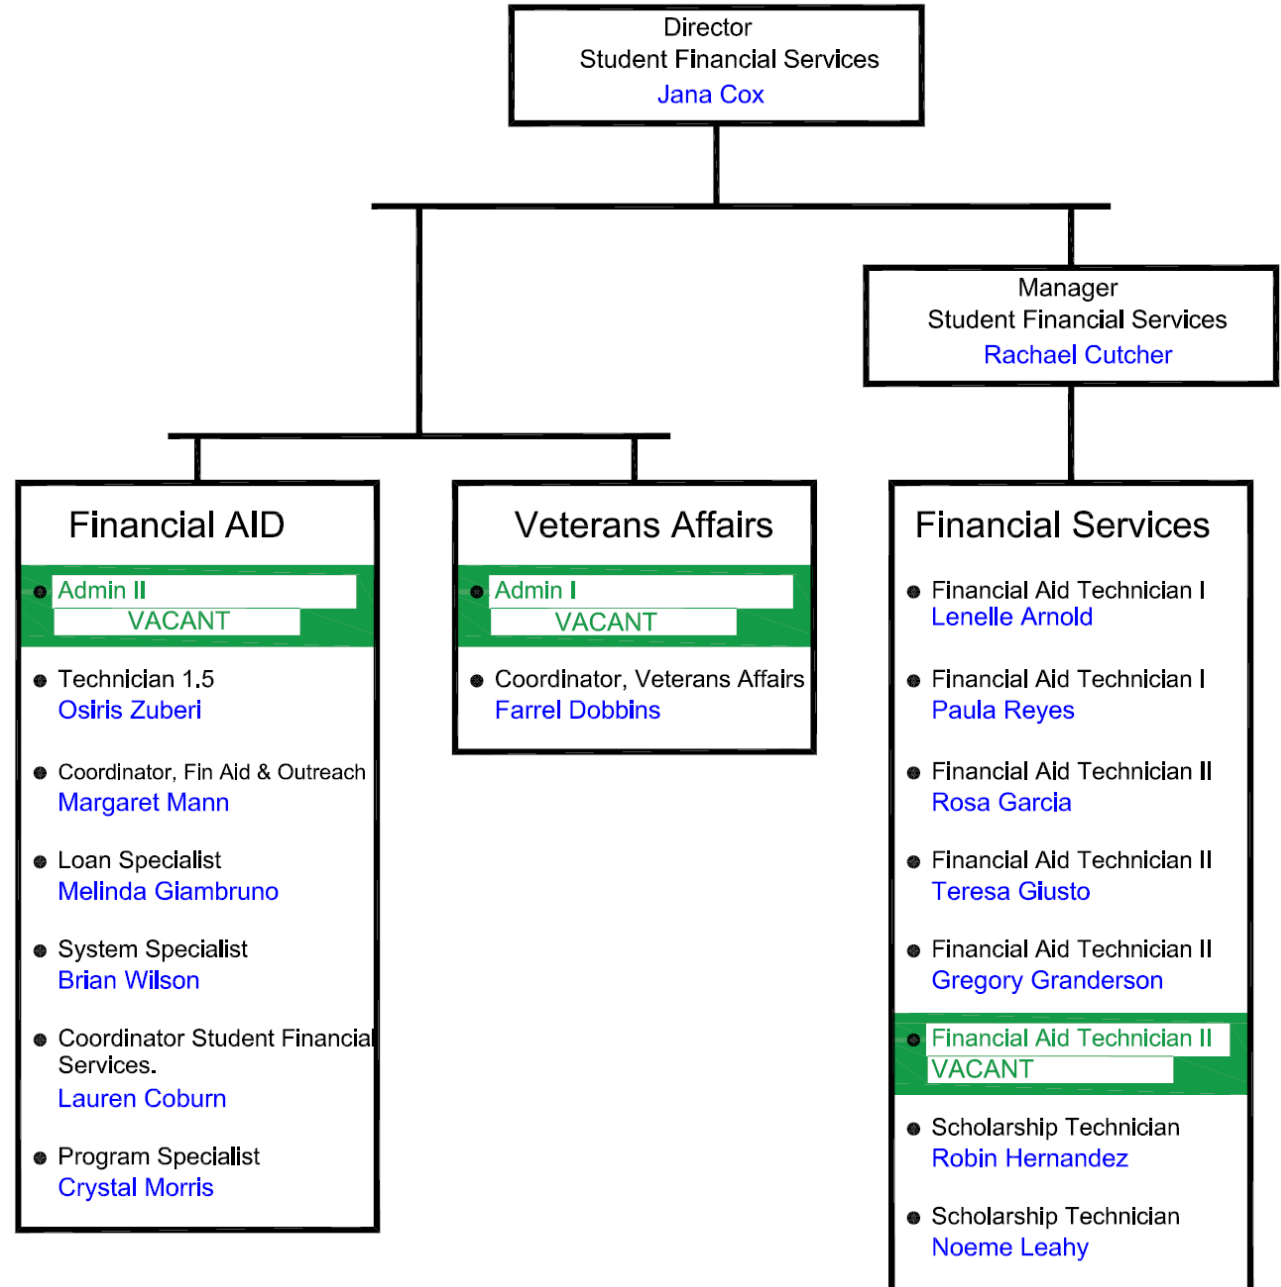 Director
Student Financial Services
Jana Cox
Manager
Student Financial Services
Rachael Cutcher
Financial AID
Admin II
VACANT
Technician 1.5
Osiris Zuberi
Coordinator, Fin Aid & Outreach
Margaret Mann
Loan Specialist
Melinda Giambruno
System Specialist
Brian Wilson
Coordinator Student Financial
Services.
Lauren Coburn
Program Specialist
Crystal Morris
Veterans Affairs
Admin I
VACANT
Coordinator, Veterans Affairs
Farrel Dobbins
Financial Services
Financial Aid Technician I
Lenelle Arnold
Financial Aid Technician I
Paula Reyes
Financial Aid Technician II
Rosa Garcia
Financial Aid Technician II
Teresa Giusto
Financial Aid Technician II
Gregory Granderson
Financial Aid Technician II
VACANT
Scholarship Technician
Robin Hernandez
Scholarship Technician
Noeme Leahy